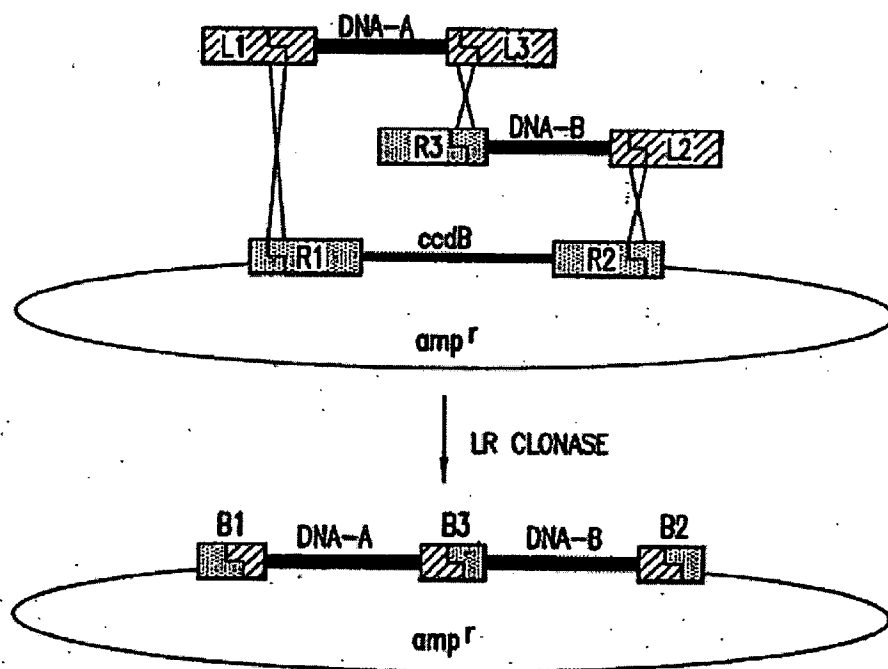 DNA-A
L1 L3
DNA-B
R3 L2
ccdB
R1 R2
amp r
LR CLONASE
B1 B3 B2
DNA-A DNA-B
amp r